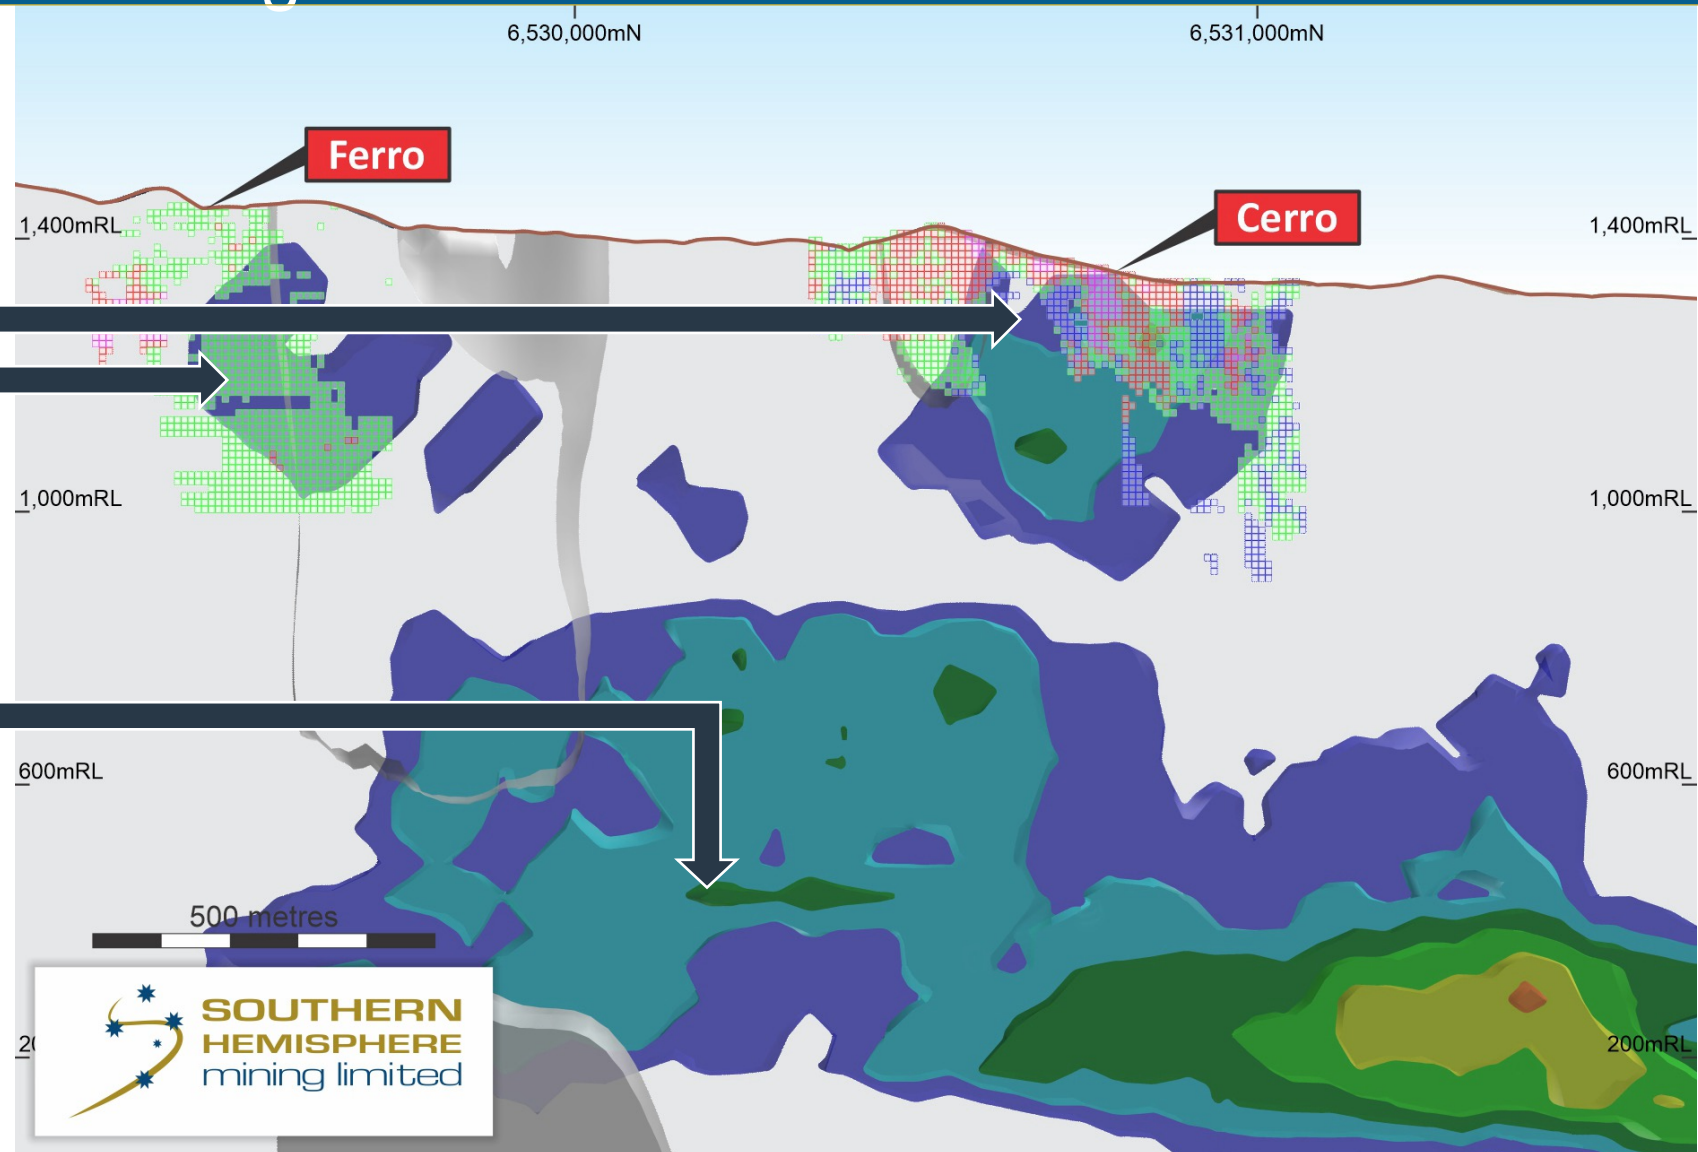 6,530,000mN
6,531,000mN
Ferro
Cerro
1,400mRL
1,400mRL
1,000mRL
1,000mRL
600mRL
600mRL
500 metres
200mRL
SOUTHERN
HEMISPHERE
mining limited